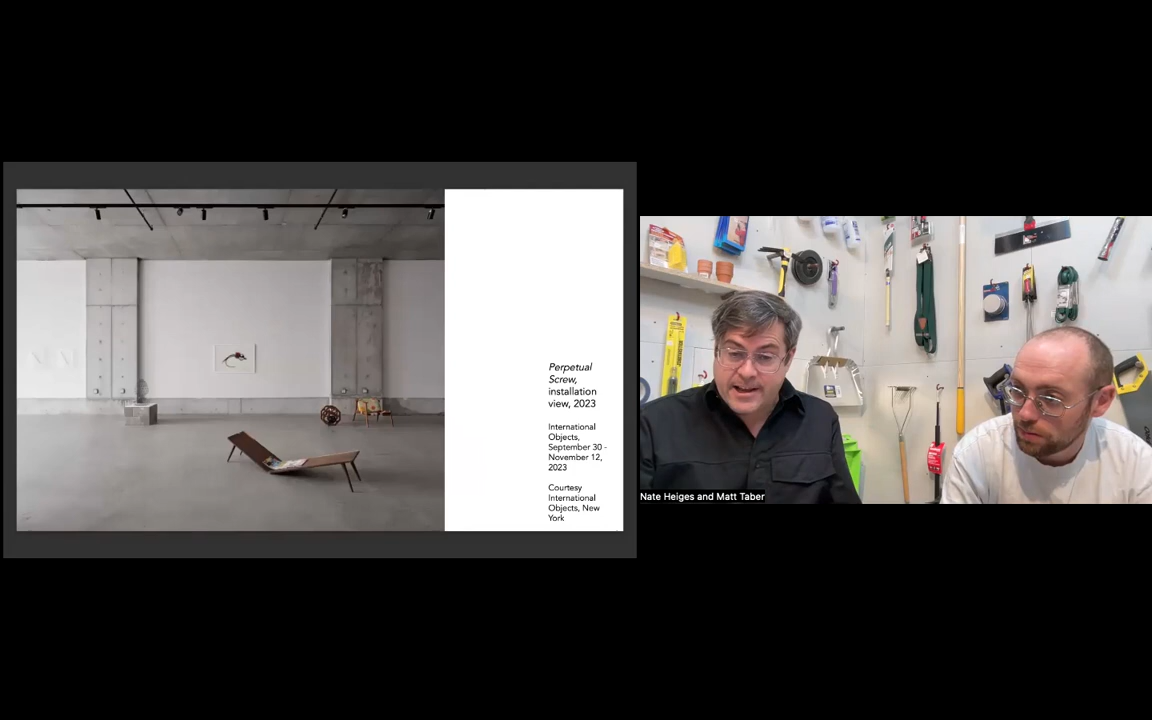 Perpetual
Screw,
installation
view, 2023
International
Objects,
September 30 -
November 12,
2023
Courtesy
International
Objects, New
York
Nate Heiges and Matt Taber